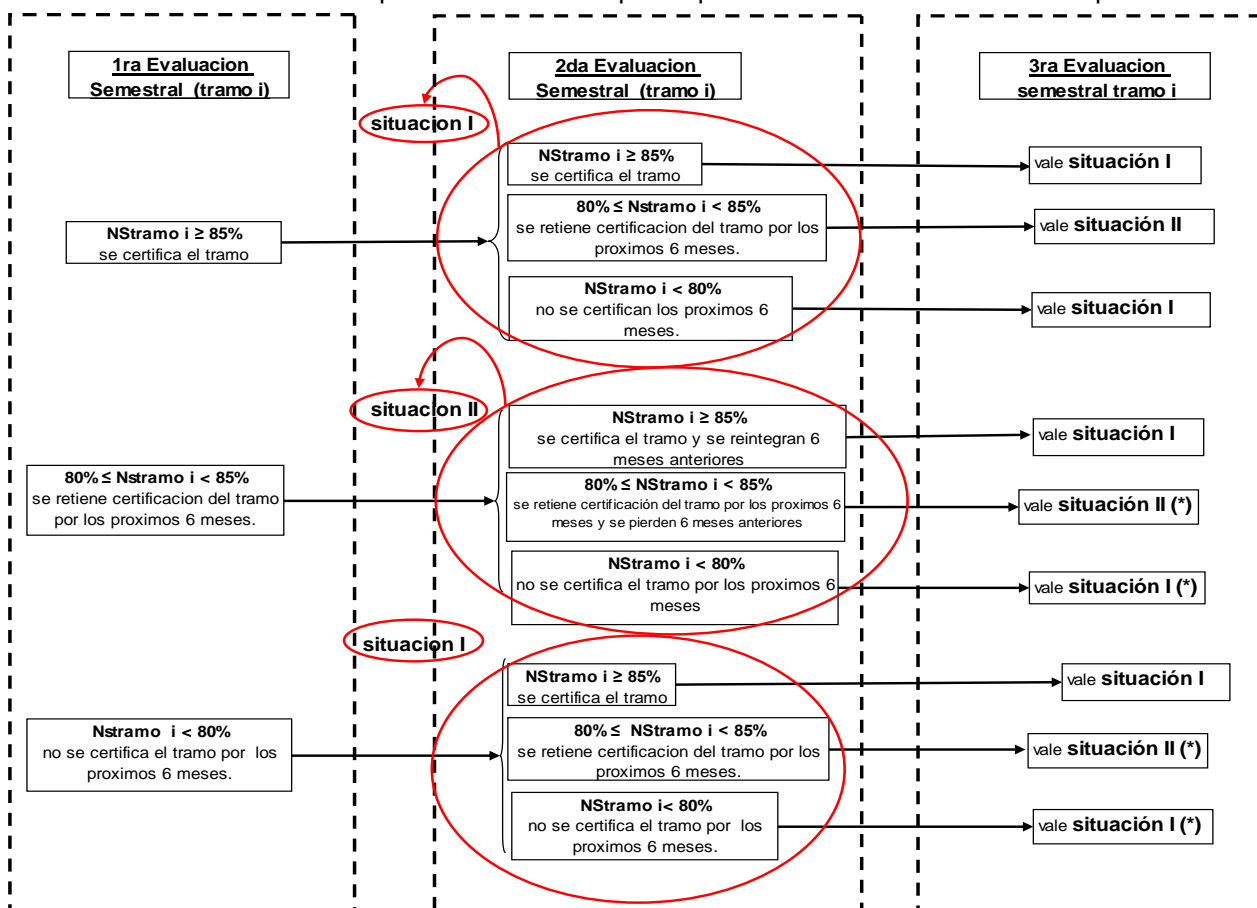 1ra Evaluacion
Semestral (tramo i)
2da Evaluacion
Semestral (tramo i)
3ra Evaluacion
semestral tramo i
situacion I
NStramo i ≥ 85%
se certifica el tramo
vale situación I
80% ≤ Nstramo i < 85%
se retiene certificacion del tramo por los
proximos 6 meses.
vale situación II
NStramo i ≥ 85%
se certifica el tramo
NStramo i < 80%
no se certifican los proximos 6
meses.
vale situación I
situacion II
NStramo i ≥ 85%
se certifica el tramo y se reintegran 6
meses anteriores
vale situación I
80% ≤ Nstramo i < 85%
se retiene certificacion del tramo
por los proximos 6 meses.
80% ≤ NStramo i < 85%
se retiene certificación del tramo por los proximos 6
meses y se pierden 6 meses anteriores
vale situación II (*)
NStramo i < 80%
no se certifica el tramo por los proximos 6
meses
vale situación I (*)
situacion I
NStramo i ≥ 85%
se certifica el tramo
vale situación I
Nstramo i < 80%
no se certifica el tramo por los
proximos 6 meses.
80% ≤ NStramo i < 85%
se retiene certificacion del tramo por los
proximos 6 meses.
vale situación II (*)
NStramo i< 80%
no se certifica el tramo por los
proximos 6 meses.
vale situación I (*)